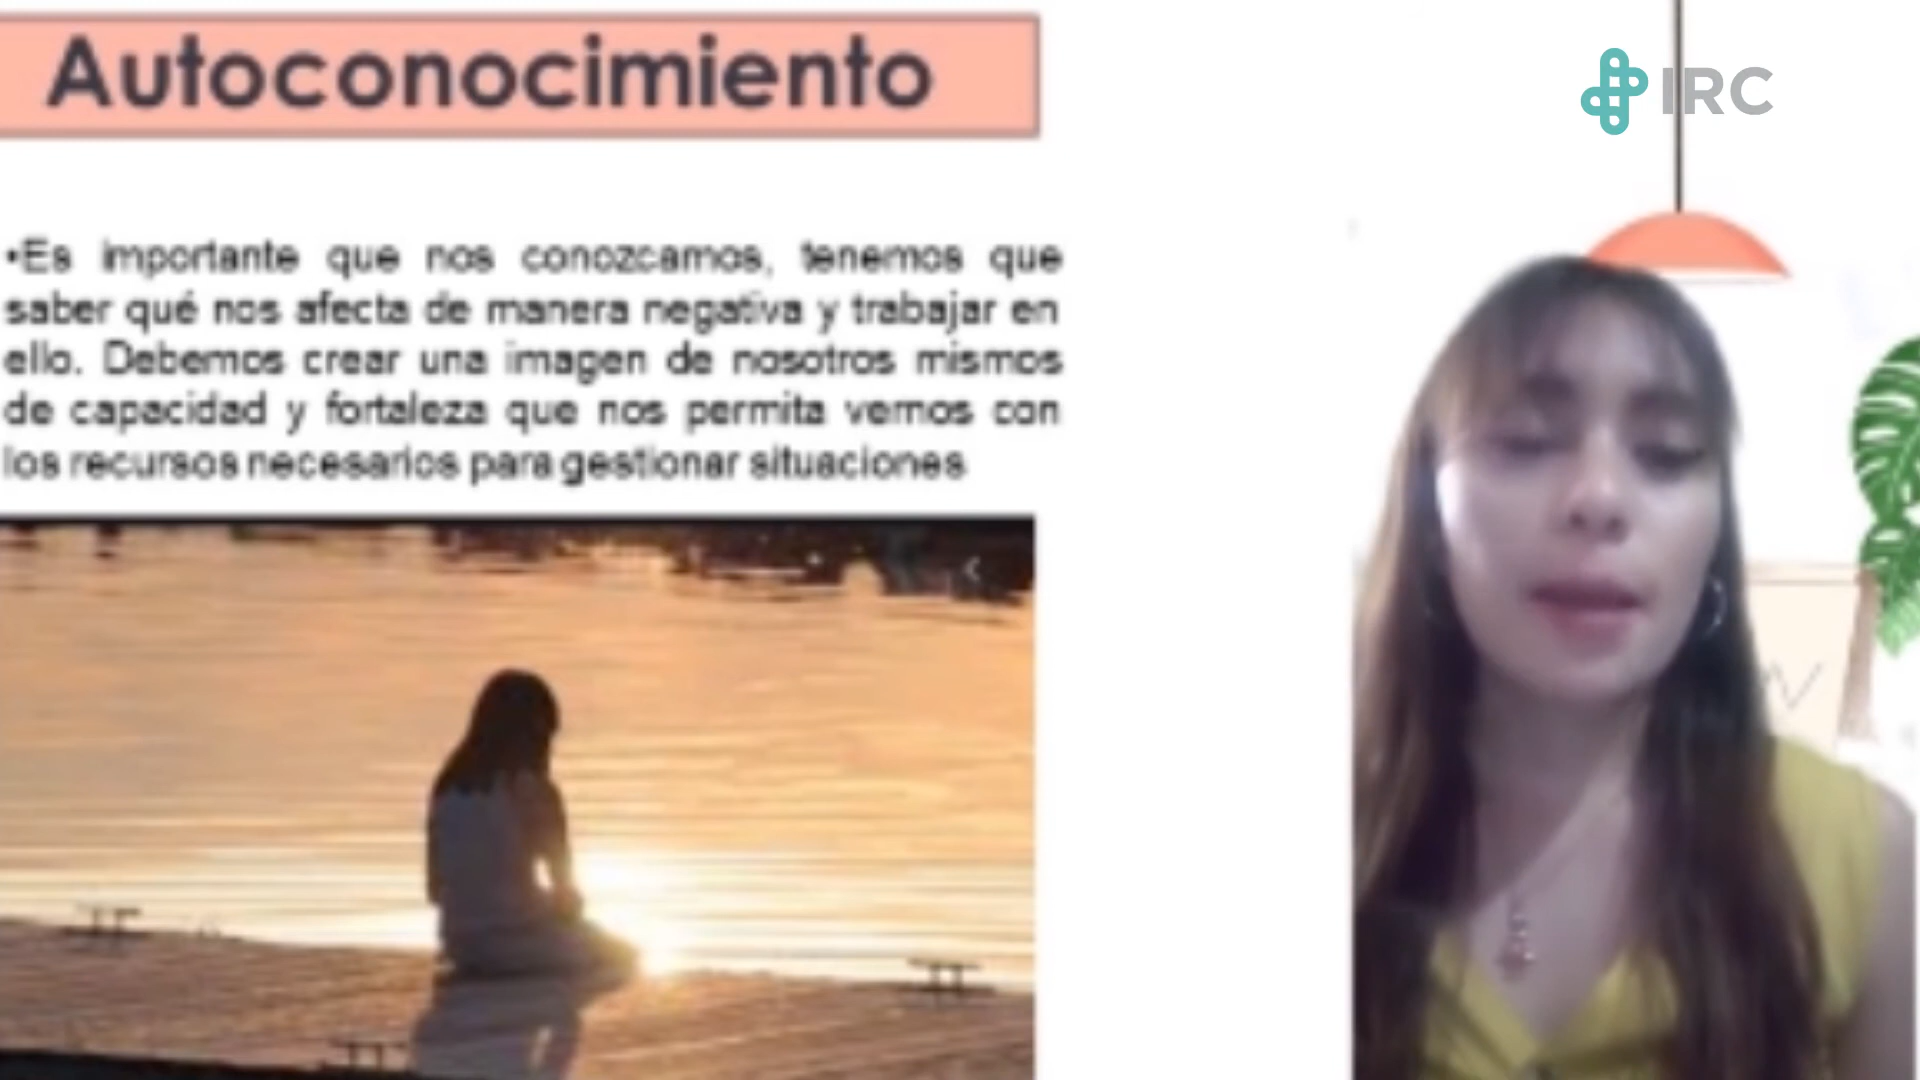 Autoconocimiento
IRC
•Es importante que nos conozcamos, tenemos que
saber qué nos afecta de manera negativa y trabajar en
ello. Debemos crear una imagen de nosotros mismos
de capacidad y fortaleza que nos permita vernos con
los recursos necesarios para gestionar situaciones